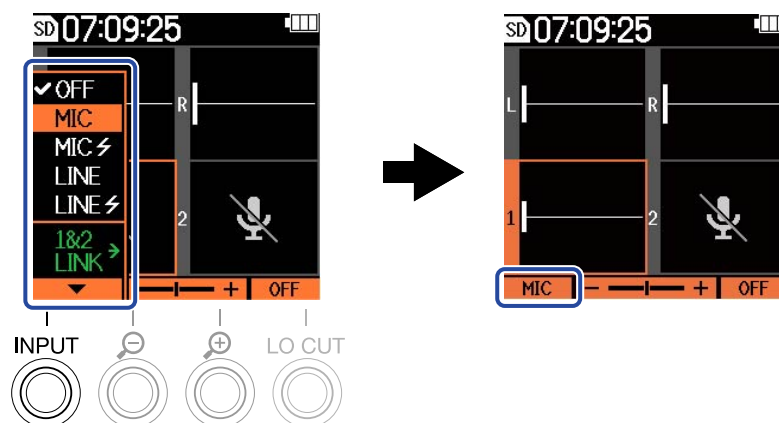 SD 07:09:25
✔OFF
MIC
MIC⚡
LINE
LINE⚡
1&2
LINK
R
2
- + OFF
INPUT
LO CUT
SD 07:09:25
L
R
1
2
MIC - + OFF